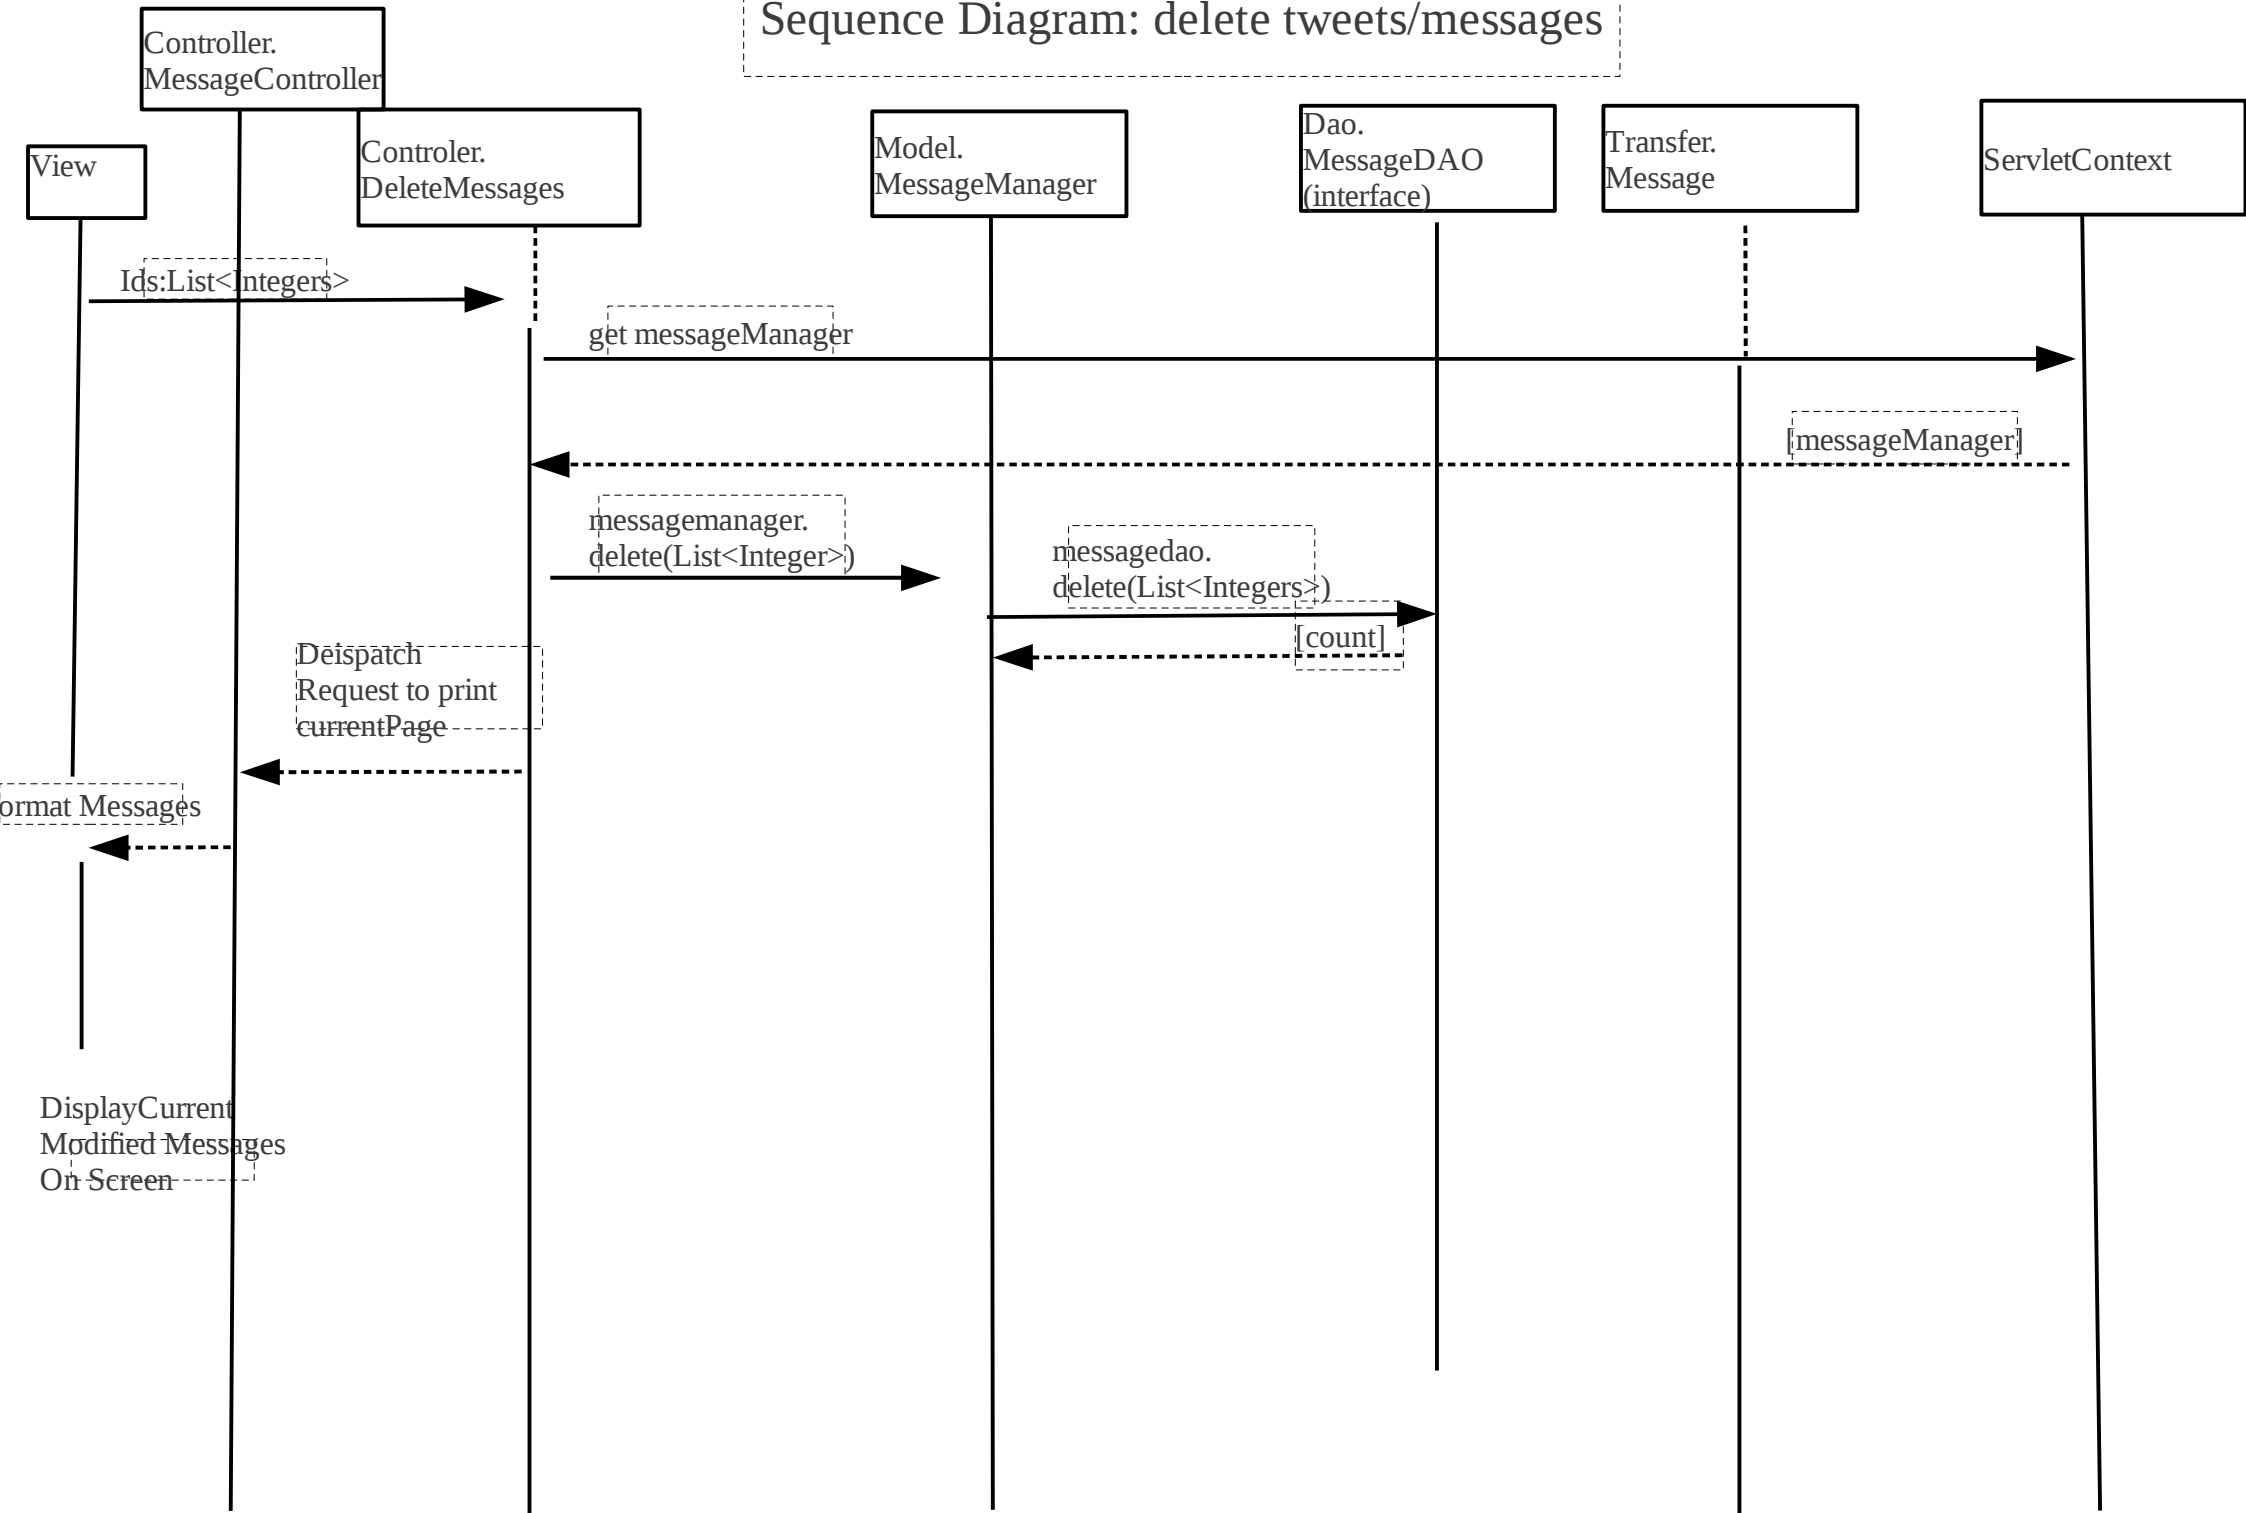 Sequence Diagram: delete tweets/messages
Controller.
MessageController
View
Controler.
DeleteMessages
Model.
MessageManager
Dao.
MessageDAO
(interface)
Transfer.
Message
ServletContext
Ids:List<Integers>
get messageManager
[messageManager]
messagemanager.
delete(List<Integer>)
messagedao.
delete(List<Integers>)
[count]
Deispatch
Request to print
currentPage
ormat Messages
DisplayCurrent
Modified Messages
On Screen